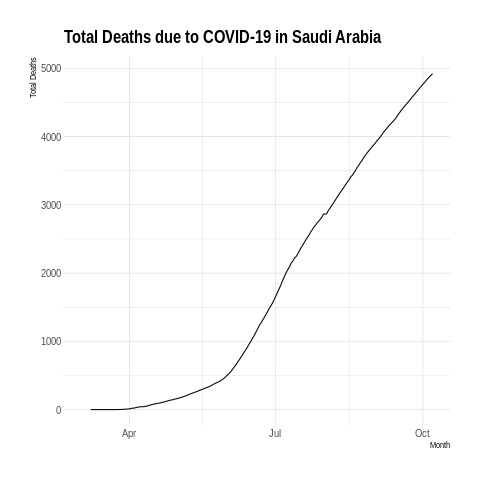 Total Deaths due to COVID-19 in Saudi Arabia
Total Deaths
5000
4000
3000
2000
1000
0
Apr
Jul
Oct
Month